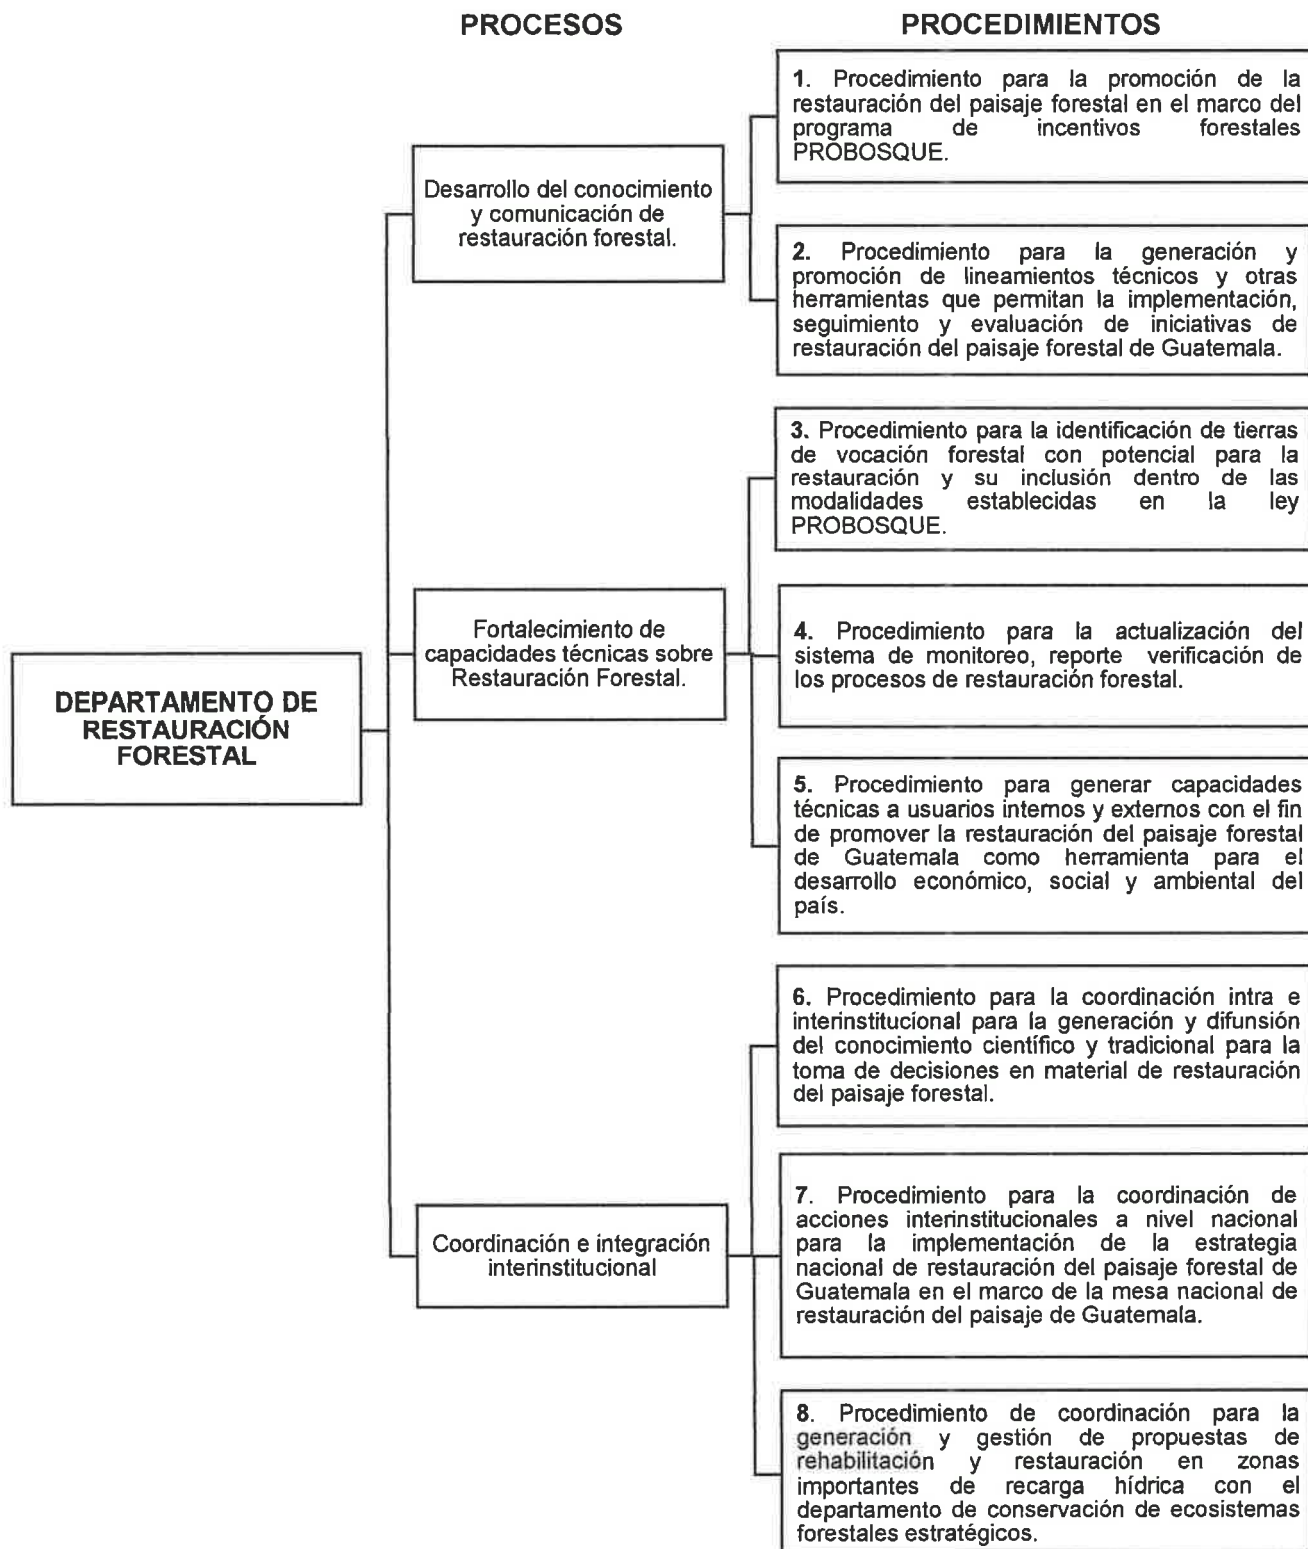 PROCESOS
PROCEDIMIENTOS
DEPARTAMENTO DE
RESTAURACIÓN
FORESTAL
Desarrollo del conocimiento
y comunicación de
restauración forestal.
1. Procedimiento para la promoción de la
restauración del paisaje forestal en el marco del
programa de incentivos forestales
PROBOSQUE.
2. Procedimiento para la generación y
promoción de lineamientos técnicos y otras
herramientas que permitan la implementación,
seguimiento y evaluación de iniciativas de
restauración del paisaje forestal de Guatemala.
Fortalecimiento de
capacidades técnicas sobre
Restauración Forestal.
3. Procedimiento para la identificación de tierras
de vocación forestal con potencial para la
restauración y su inclusión dentro de las
modalidades establecidas en la ley
PROBOSQUE.
4. Procedimiento para la actualización del
sistema de monitoreo, reporte verificación de
los procesos de restauración forestal.
5. Procedimiento para generar capacidades
técnicas a usuarios internos y externos con el fin
de promover la restauración del paisaje forestal
de Guatemala como herramienta para el
desarrollo económico, social y ambiental del
país.
Coordinación e integración
interinstitucional
6. Procedimiento para la coordinación intra e
interinstitucional para la generación y difunsión
del conocimiento científico y tradicional para la
toma de decisiones en material de restauración
del paisaje forestal.
7. Procedimiento para la coordinación de
acciones interinstitucionales a nivel nacional
para la implementación de la estrategia
nacional de restauración del paisaje forestal de
Guatemala en el marco de la mesa nacional de
restauración del paisaje de Guatemala.
8. Procedimiento de coordinación para la
generación y gestión de propuestas de
rehabilitación y restauración en zonas
importantes de recarga hídrica con el
departamento de conservación de ecosistemas
forestales estratégicos.